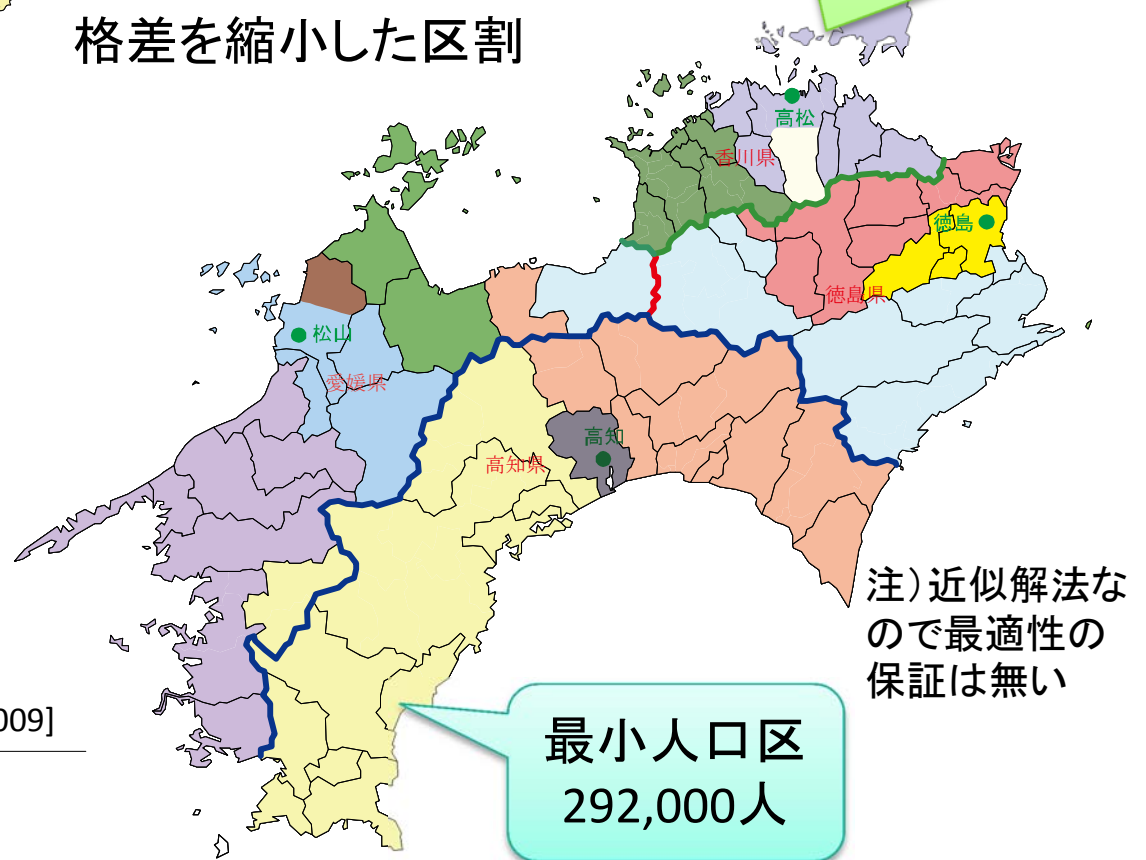 格差を縮小した区割
高松
香川県
徳島
徳島県
松山
愛媛県
高知
高知県
注）近似解法な
ので最適性の
保証は無い
009]
最小人口区
292,000人